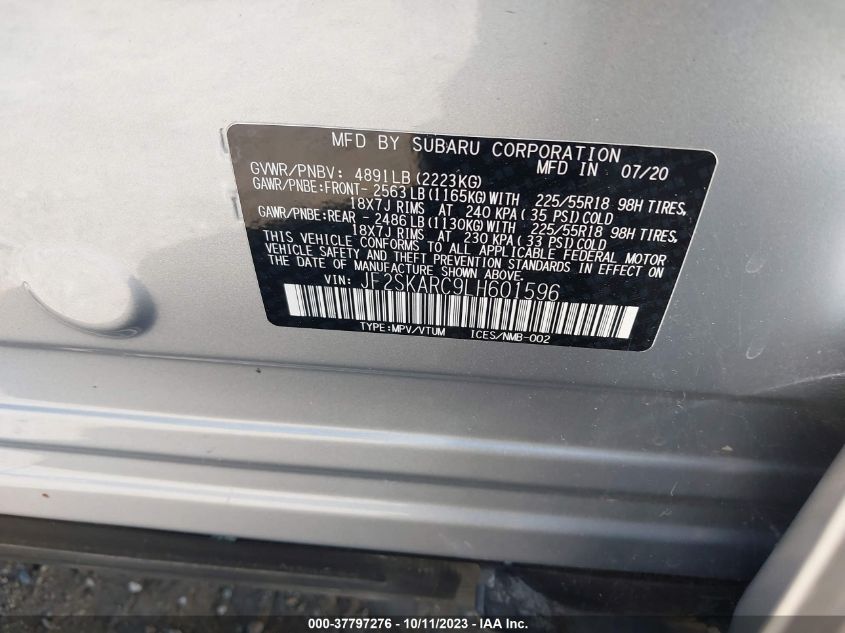 MFD BY SUBARU CORPORATION
GVWR/PNBV: 4891LB (2223KG) MFD IN 07/20
GAWR/PNBE:FRONT- 2563LB (1165KG) WITH 225/55R18 98H TIRES,
18X7J RIMS AT 240 KPA( 35 PSI)COLD
GAWR/PNBE:REAR - 2486LB (1130KG) WITH 225/55R18 98H TIRES,
18X7J RIMS AT 230 KPA( 33 PSI)COLD
THIS VEHICLE CONFORMS TO ALL APPLICABLE FEDERAL MOTOR
VEHICLE SAFETY AND THEFT PREVENTION STANDARDS IN EFFECT ON
THE DATE OF MANUFACTURE SHOWN ABOVE.
VIN: JF2SKARC9LH601596
TYPE:MPV/VTUM ICES/NMB-002
000-37797276 - 10/11/2023 - IAA Inc.